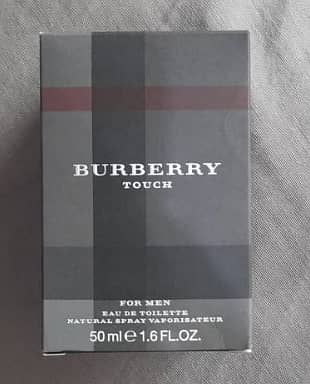 BURBERRY
TOUCH
FOR MEN
EAU DE TOILETTE
NATURAL SPRAY VAPORISATEUR
50 ml ℮ 1.6 FL.OZ.